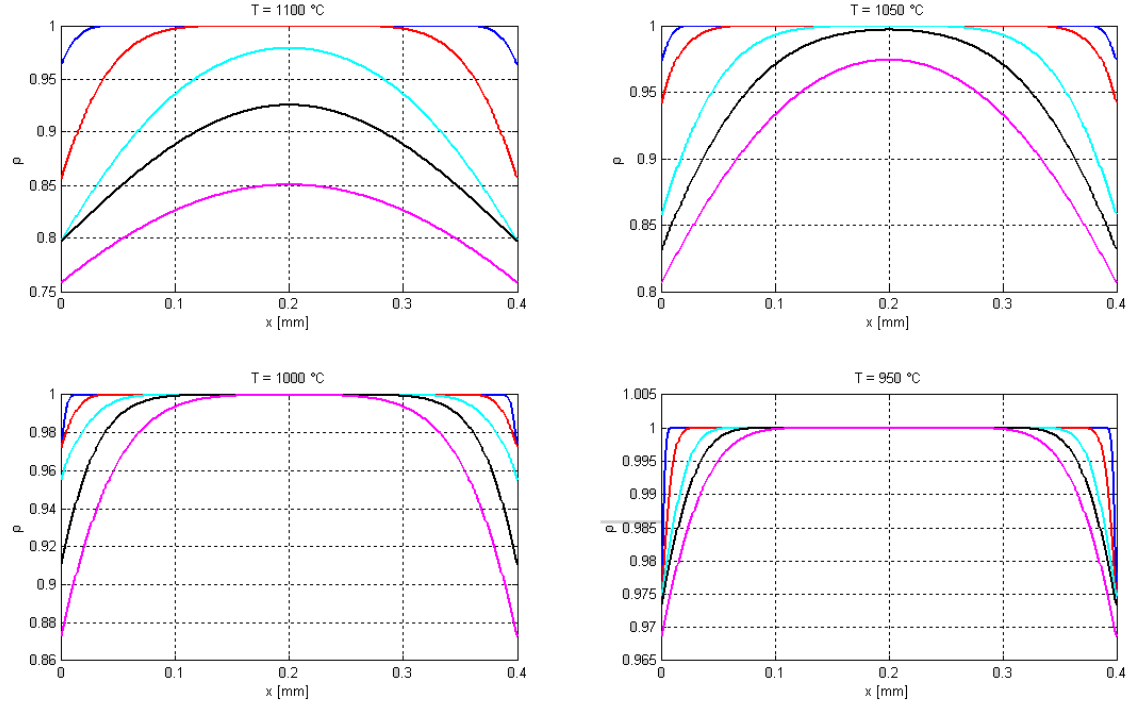 T = 1100 °C
1
0.95
0.9
0.85
0.8
0.75
ρ
0 0.1 0.2 0.3 0.4
x [mm]
T = 1050 °C
1
0.95
0.9
0.85
0.8
ρ
0 0.1 0.2 0.3 0.4
x [mm]
T = 1000 °C
1
0.98
0.96
0.94
0.92
0.9
0.88
0.86
ρ
0 0.1 0.2 0.3 0.4
x [mm]
T = 950 °C
1.005
1
0.995
0.99
0.985
0.98
0.975
0.97
0.965
ρ
0 0.1 0.2 0.3 0.4
x [mm]